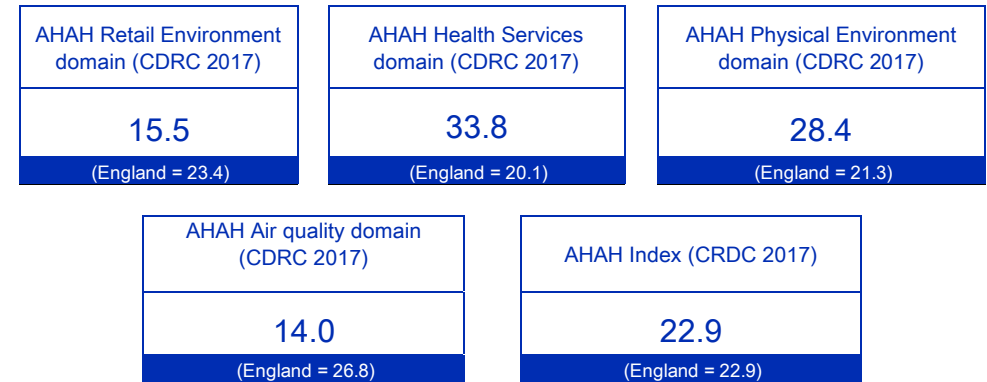 AHAH Retail Environment
domain (CDRC 2017)
15.5
(England = 23.4)
AHAH Health Services
domain (CDRC 2017)
33.8
(England = 20.1)
AHAH Physical Environment
domain (CDRC 2017)
28.4
(England = 21.3)
AHAH Air quality domain
(CDRC 2017)
14.0
(England = 26.8)
AHAH Index (CRDC 2017)
22.9
(England = 22.9)